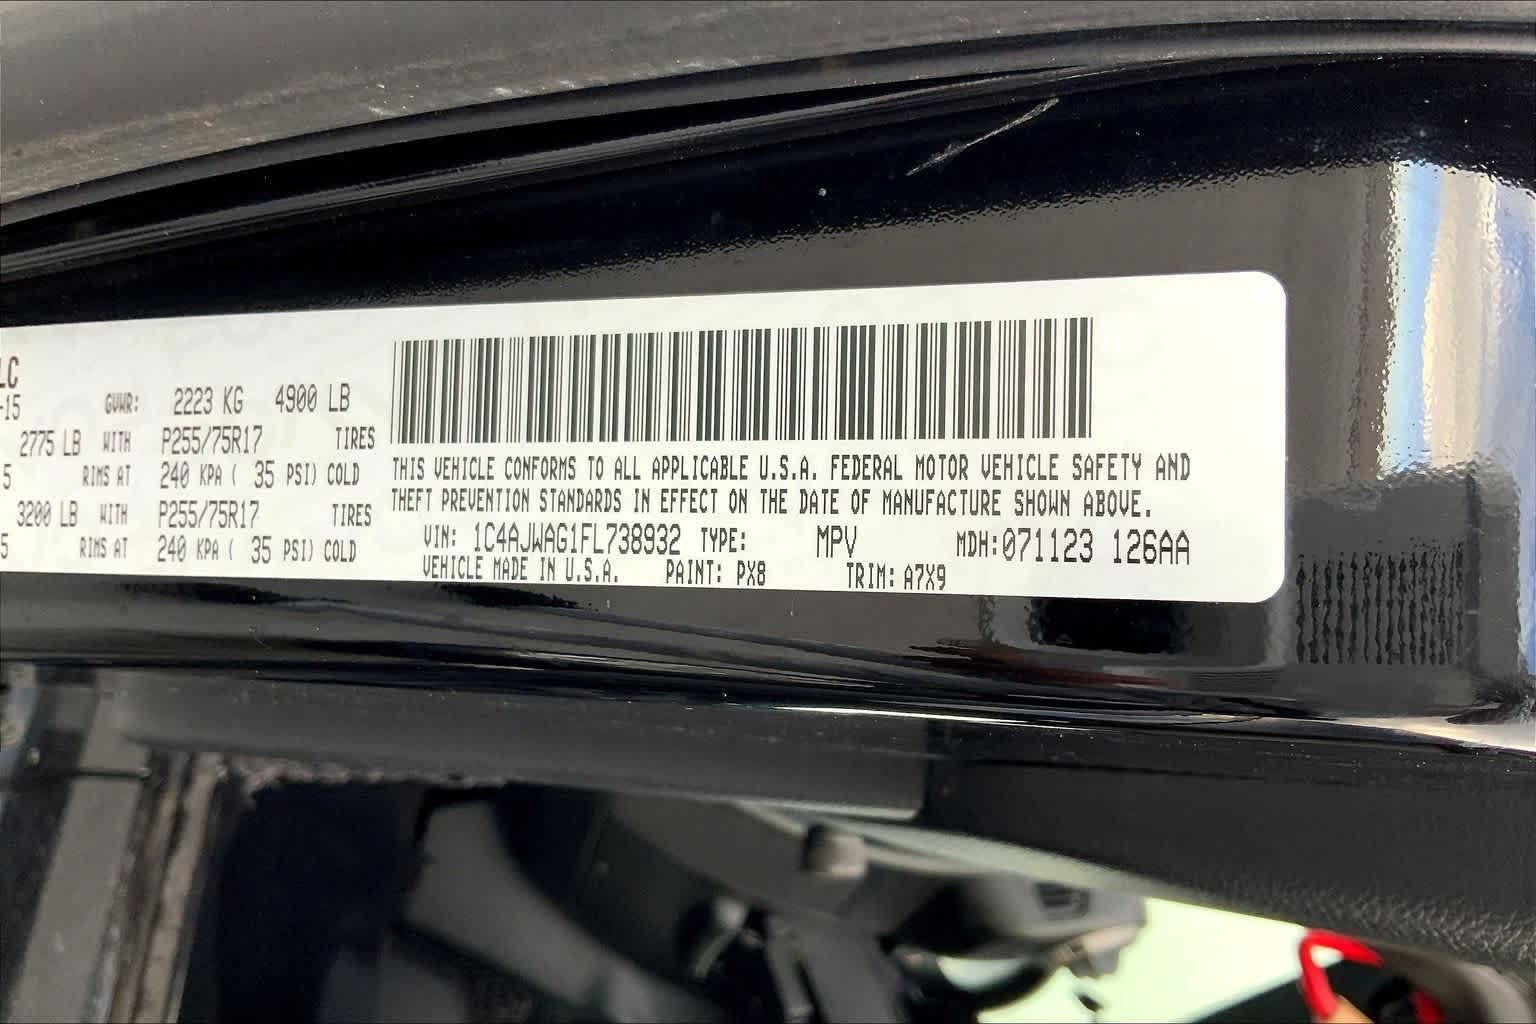 LC
-15 GVWR: 2223 KG 4900 LB
2775 LB WITH P255/75R17 TIRES
5 RIMS AT 240 KPA ( 35 PSI) COLD
3200 LB WITH P255/75R17 TIRES
5 RIMS AT 240 KPA ( 35 PSI) COLD
THIS VEHICLE CONFORMS TO ALL APPLICABLE U.S.A. FEDERAL MOTOR VEHICLE SAFETY AND
THEFT PREVENTION STANDARDS IN EFFECT ON THE DATE OF MANUFACTURE SHOWN ABOVE.
VIN: 1C4AJWAG1FL738932 TYPE: MPV MDH:071123 126AA
VEHICLE MADE IN U.S.A. PAINT: PX8 TRIM: A7X9